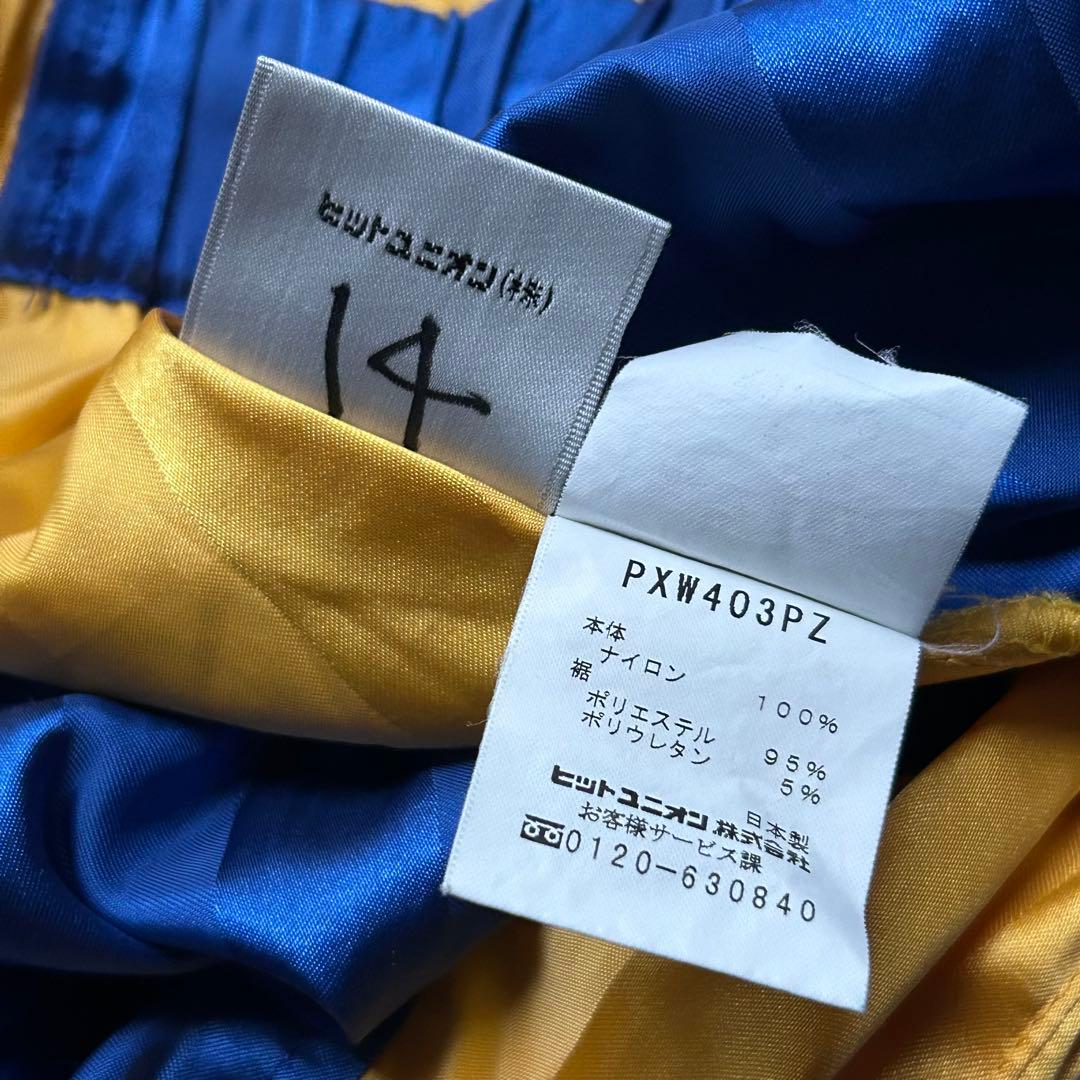 ヒットユニオン(株)
14
PXW403PZ
本体
ナイロン 100%
裾
ポリエステル 95%
ポリウレタン 5%
日本製
ヒットユニオン株式会社
お客様サービス課
0120-630840